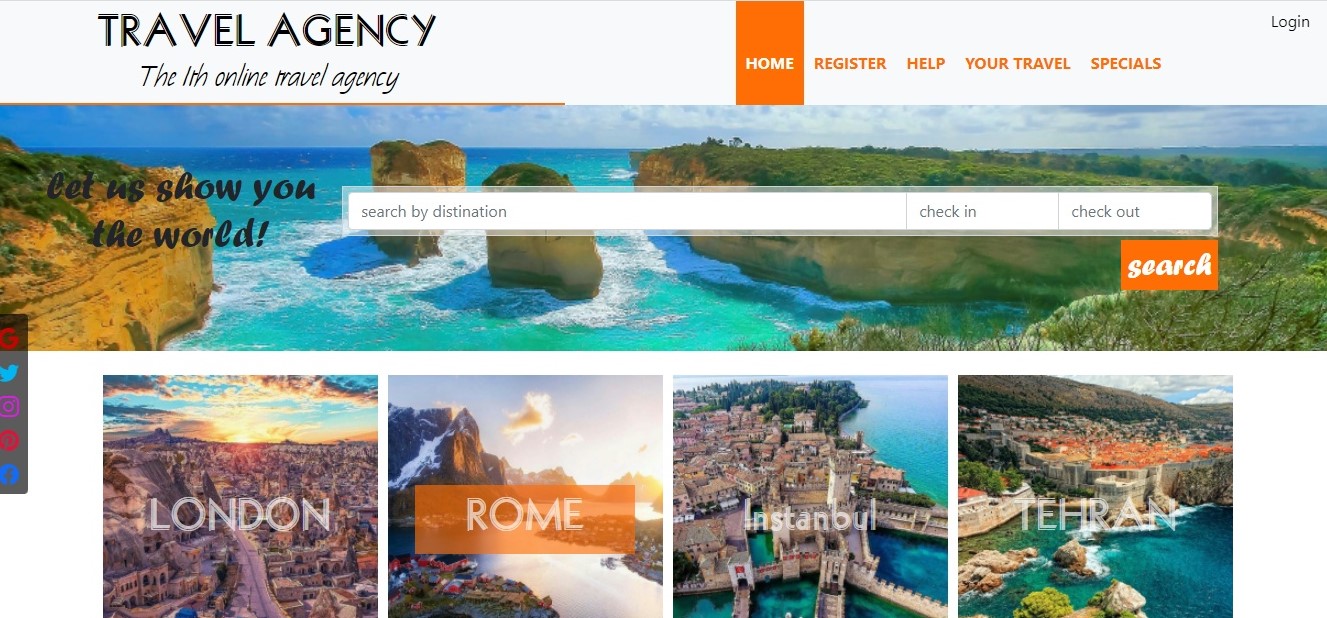 TRAVEL AGENCY
The 1th online travel agency
Login
HOME REGISTER HELP YOUR TRAVEL SPECIALS
let us show you
the world!
search by distination check in check out
search
LONDON ROME Instanbul TEHRAN